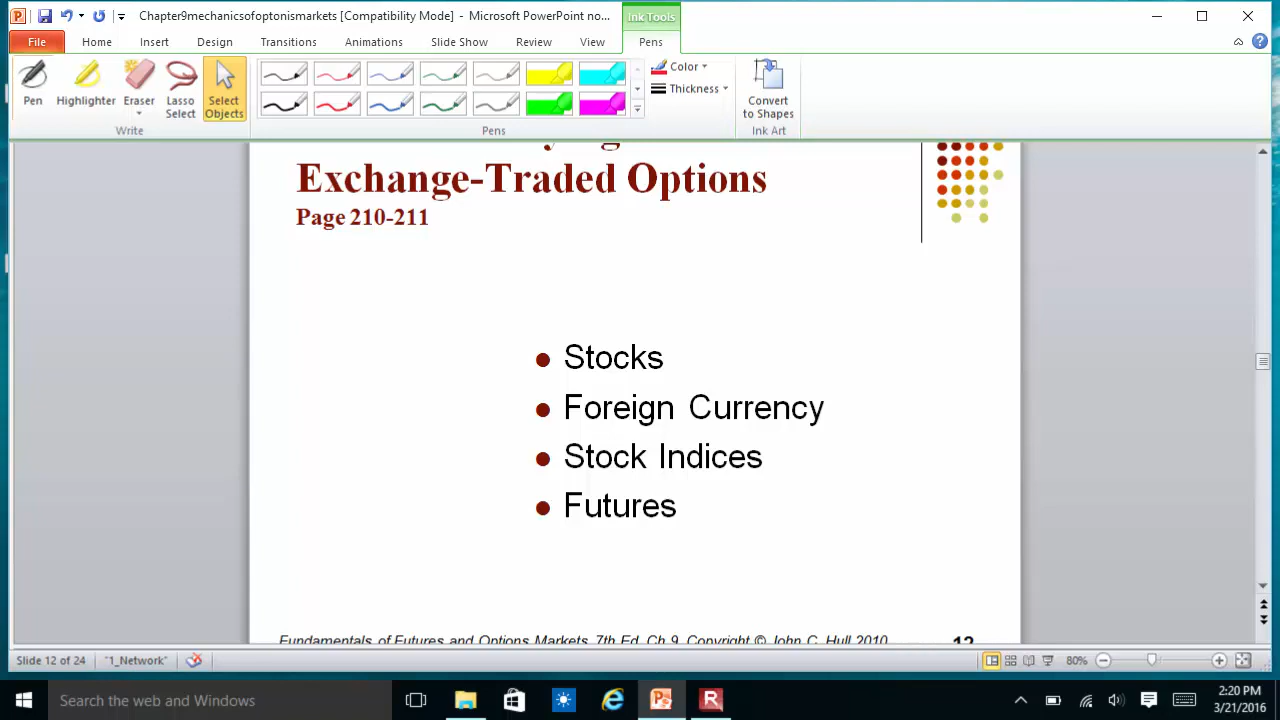 Chapter9mechanicsofoptonismarkets [Compatibility Mode] - Microsoft PowerPoint no...
Ink Tools
File Home Insert Design Transitions Animations Slide Show Review View Pens
Pen Highlighter Eraser Lasso Select Select Objects
Color
Thickness
Convert to Shapes
Write Pens Ink Art
Exchange-Traded Options
Page 210-211
Stocks
Foreign Currency
Stock Indices
Futures
Fundamentals of Futures and Options Markets, 7th Ed, Ch 9, Copyright © John C. Hull 2010 12
Slide 12 of 24 "1_Network" 80%
Search the web and Windows
2:20 PM
3/21/2016